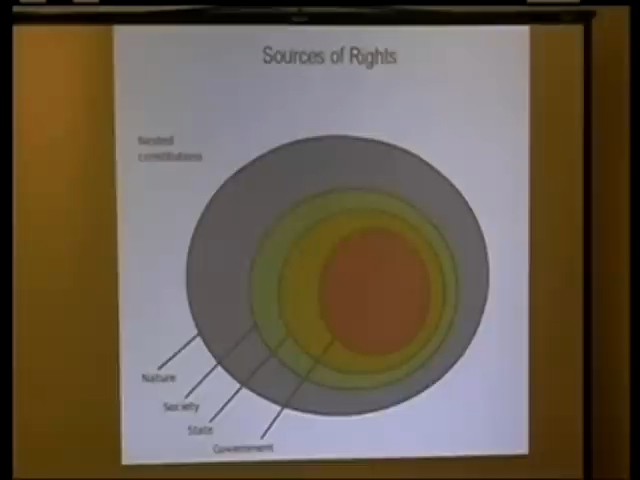 Sources of Rights
Nested
constitutions
Nature
Society
State
Government